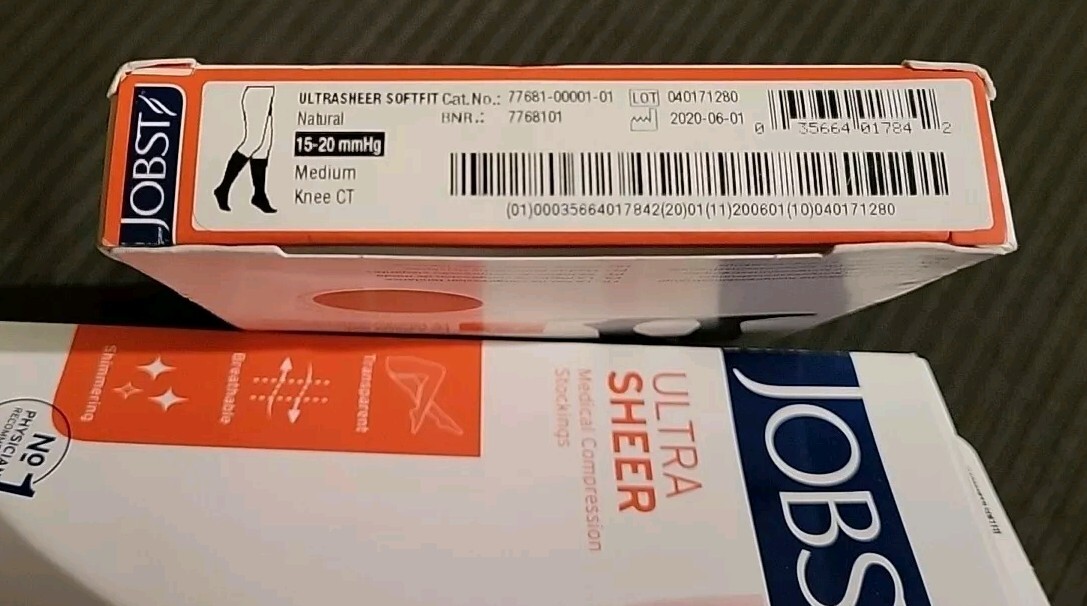 JOBST
ULTRASHEER SOFTFIT Cat.No.: 77681-00001-01 LOT 040171280
Natural BNR.: 7768101 2020-06-01
15-20 mmHg
Medium
Knee CT
0 35664 01784 2
(01)00035664017842(20)01(11)200601(10)040171280
Shimmering
Breathable
Transparent
ULTRA
SHEER
Medical Compression
Stockings
JOBS
No
1
PHYSICIAN